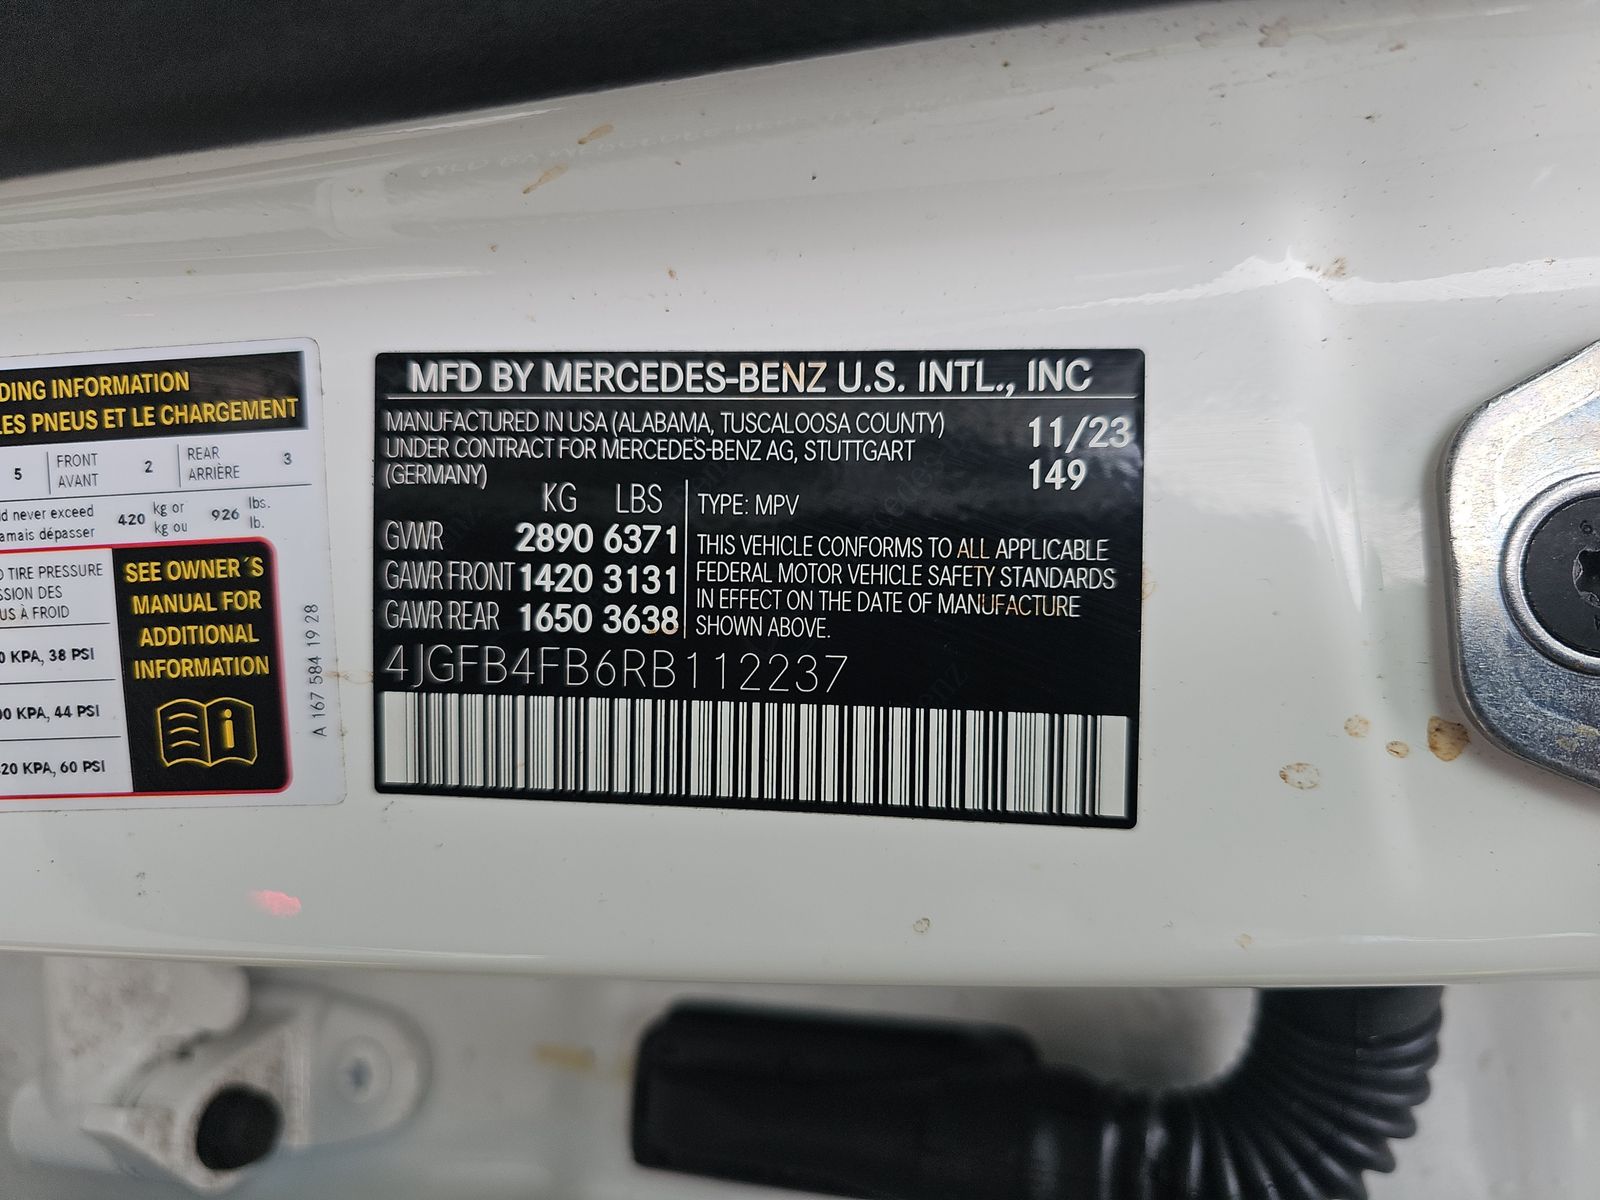 DING INFORMATION
LES PNEUS ET LE CHARGEMENT
5 FRONT AVANT 2 REAR ARRIÈRE 3
d never exceed
amais dépasser
420 kg or kg ou 926 lbs. lb.
TIRE PRESSURE
SSION DES
US À FROID
0 KPA, 38 PSI
00 KPA, 44 PSI
20 KPA, 60 PSI
SEE OWNER´S
MANUAL FOR
ADDITIONAL
INFORMATION
A 167 584 19 28
MFD BY MERCEDES-BENZ U.S. INTL., INC
MANUFACTURED IN USA (ALABAMA, TUSCALOOSA COUNTY)
UNDER CONTRACT FOR MERCEDES-BENZ AG, STUTTGART
(GERMANY)
11/23
149
KG LBS
GVWR 2890 6371
GAWR FRONT 1420 3131
GAWR REAR 1650 3638
TYPE: MPV
THIS VEHICLE CONFORMS TO ALL APPLICABLE
FEDERAL MOTOR VEHICLE SAFETY STANDARDS
IN EFFECT ON THE DATE OF MANUFACTURE
SHOWN ABOVE.
4JGFB4FB6RB112237